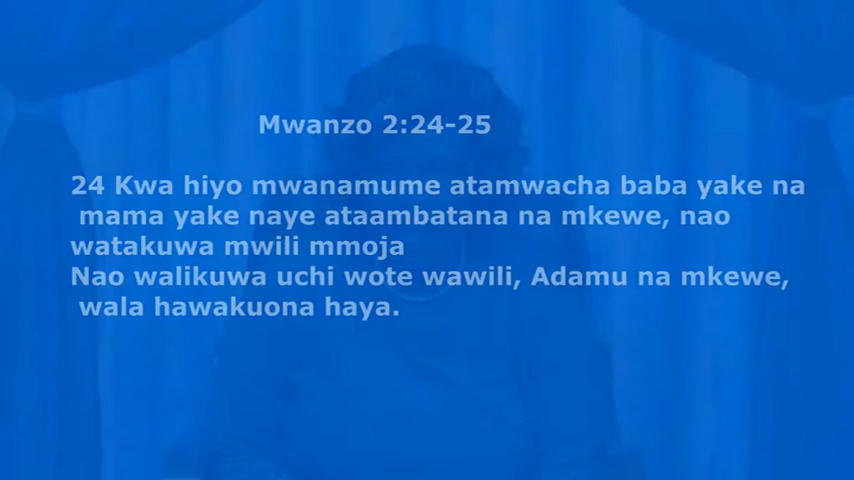 Mwanzo 2:24-25
24 Kwa hiyo mwanamume atamwacha baba yake na
mama yake naye ataambatana na mkewe, nao
watakuwa mwili mmoja
Nao walikuwa uchi wote wawili, Adamu na mkewe,
wala hawakuona haya.